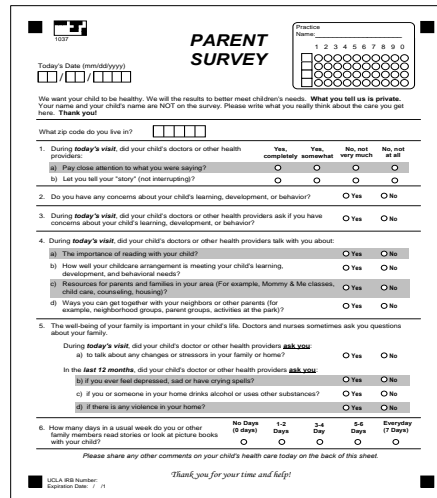 1037
PARENT
SURVEY
Practice
Name:
1 2 3 4 5 6 7 8 9 0
Today's Date (mm/dd/yyyy)
We want your child to be healthy. We will the results to better meet children's needs. What you tell us is private.
Your name and your child's name are NOT on the survey. Please write what you really think about the care you get
here. Thank you!
What zip code do you live in?
1. During today's visit, did your child's doctors or other health
providers:
Yes,
completely
Yes,
somewhat
No, not
very much
No, not
at all
a) Pay close attention to what you were saying?
b) Let you tell your "story" (not interrupting)?
2. Do you have any concerns about your child's learning, development, or behavior? Yes No
3. During today's visit, did your child's doctors or other health providers ask if you have
concerns about your child's learning, development, or behavior? Yes No
4. During today's visit, did your child's doctors or other health providers talk with you about:
a) The importance of reading with your child? Yes No
b) How well your childcare arrangement is meeting your child's learning,
development, and behavioral needs? Yes No
c) Resources for parents and families in your area (For example, Mommy & Me classes,
child care, counseling, housing)? Yes No
d) Ways you can get together with your neighbors or other parents (for
example, neighborhood groups, parent groups, activities at the park)? Yes No
5. The well-being of your family is important in your child's life. Doctors and nurses sometimes ask you questions
about your family.
During today's visit, did your child's doctor or other health providers ask you:
a) to talk about any changes or stressors in your family or home? Yes No
In the last 12 months, did your child's doctor or other health providers ask you:
b) if you ever feel depressed, sad or have crying spells? Yes No
c) if you or someone in your home drinks alcohol or uses other substances? Yes No
d) if there is any violence in your home? Yes No
6. How many days in a usual week do you or other
family members read stories or look at picture books
with your child?
No Days
(0 days)
1-2
Days
3-4
Day
5-6
Days
Everyday
(7 Days)
Please share any other comments on your child's health care today on the back of this sheet.
Thank you for your time and help!
UCLA IRB Number:
Expiration Date: / /1